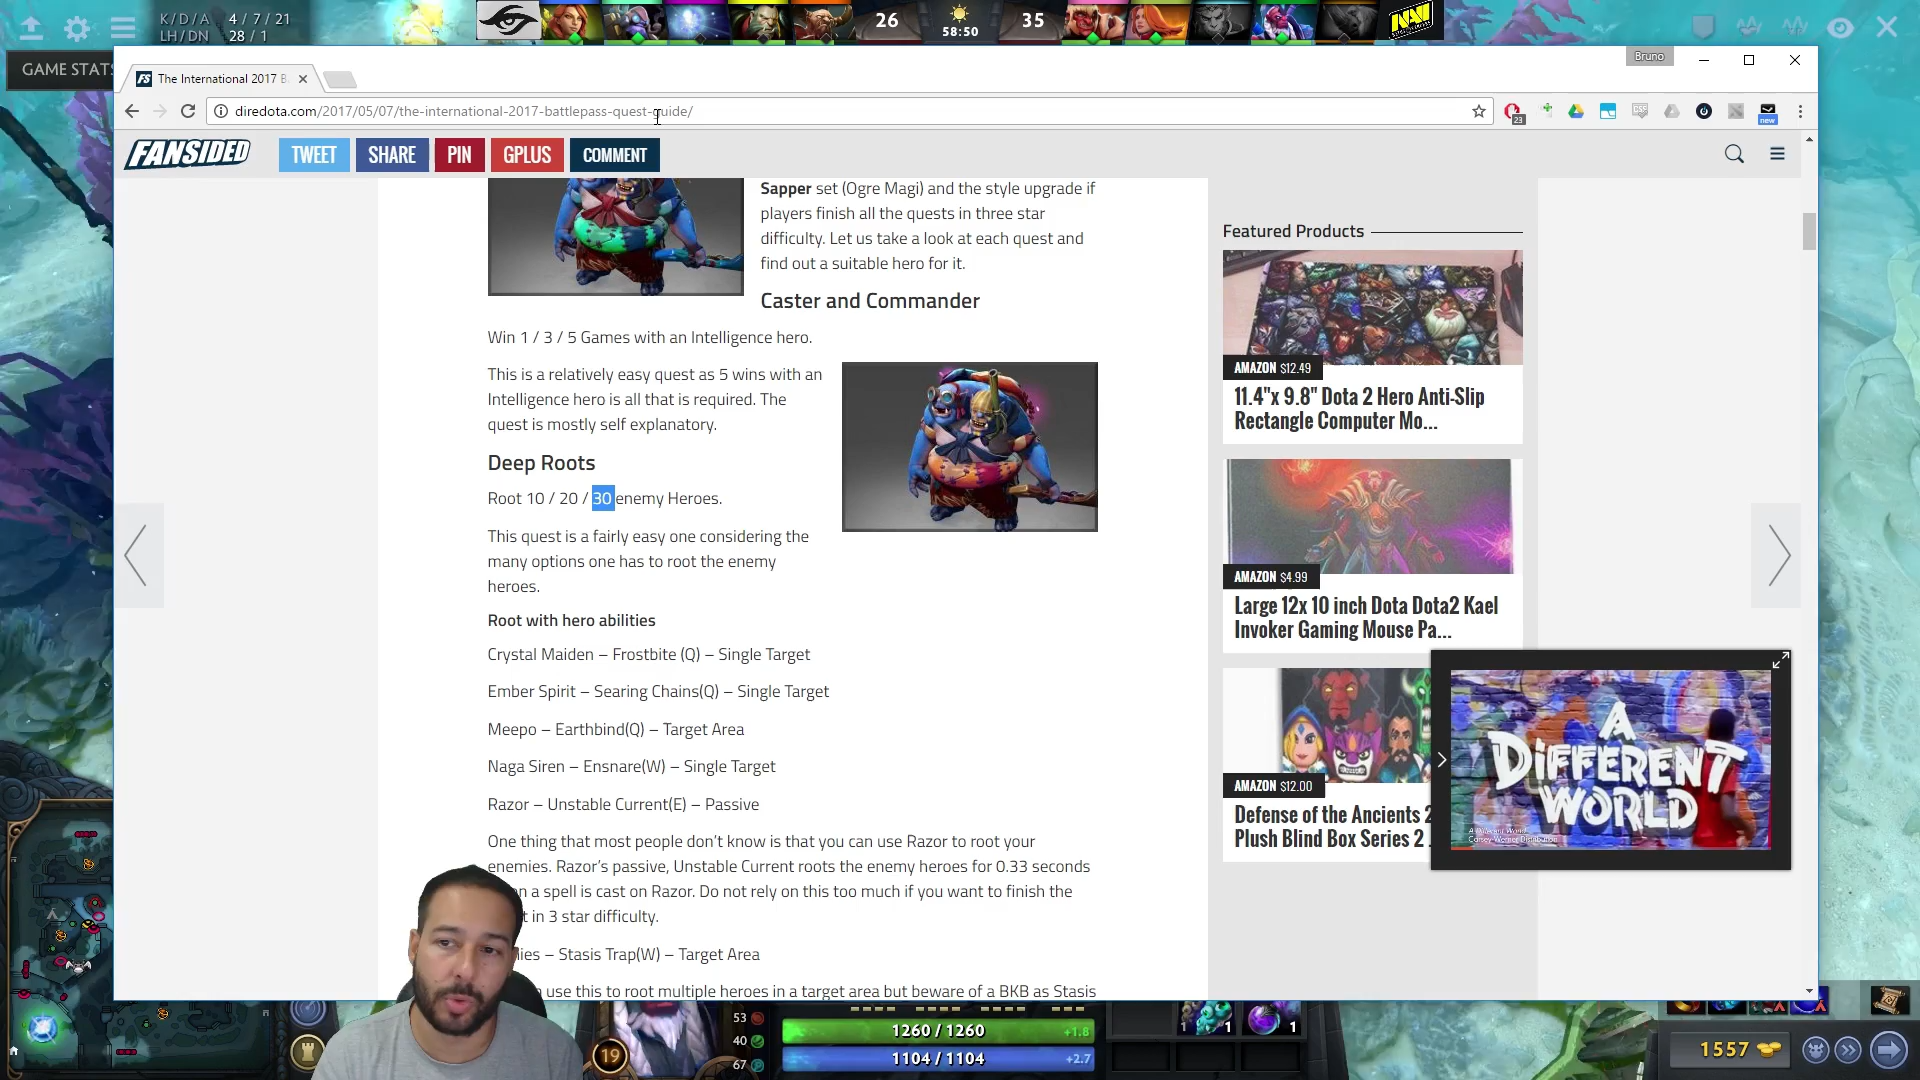 K/D/A 4 / 7 / 21
LH/DN 28 / 1
26
58:50
35
NAVI
GAME STATS
The International 2017 B
Bruno
diredota.com/2017/05/07/the-international-2017-battlepass-quest-guide/
23
new
FANSIDED
TWEET
SHARE
PIN
GPLUS
COMMENT
Sapper set (Ogre Magi) and the style upgrade if
players finish all the quests in three star
difficulty. Let us take a look at each quest and
find out a suitable hero for it.
Caster and Commander
Win 1 / 3 / 5 Games with an Intelligence hero.
This is a relatively easy quest as 5 wins with an
Intelligence hero is all that is required. The
quest is mostly self explanatory.
Deep Roots
Root 10 / 20 / 30 enemy Heroes.
This quest is a fairly easy one considering the
many options one has to root the enemy
heroes.
Root with hero abilities
Crystal Maiden – Frostbite (Q) – Single Target
Ember Spirit – Searing Chains(Q) – Single Target
Meepo – Earthbind(Q) – Target Area
Naga Siren – Ensnare(W) – Single Target
Razor – Unstable Current(E) – Passive
One thing that most people don't know is that you can use Razor to root your
enemies. Razor's passive, Unstable Current roots the enemy heroes for 0.33 seconds
n a spell is cast on Razor. Do not rely on this too much if you want to finish the
t in 3 star difficulty.
ies – Stasis Trap(W) – Target Area
use this to root multiple heroes in a target area but beware of a BKB as Stasis
Featured Products
AMAZON $12.49
11.4"x 9.8" Dota 2 Hero Anti-Slip
Rectangle Computer Mo...
AMAZON $4.99
Large 12x 10 inch Dota Dota2 Kael
Invoker Gaming Mouse Pa...
AMAZON $12.00
Defense of the Ancients 2
Plush Blind Box Series 2
A
DIFFERENT
WORLD
53
40
67
19
1260 / 1260
+1.8
1104 / 1104
+2.7
1
1
1
1557